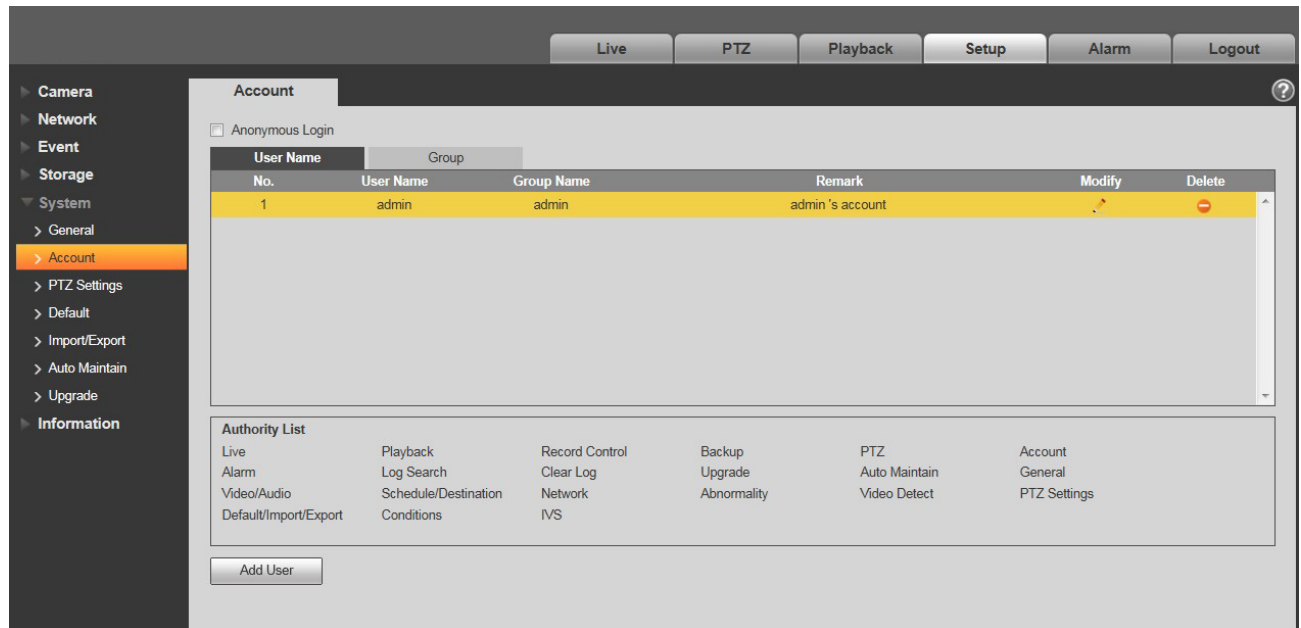 Live PTZ Playback Setup Alarm Logout
Camera
Network
Event
Storage
System
General
Account
PTZ Settings
Default
Import/Export
Auto Maintain
Upgrade
Information
Account ?
Anonymous Login
User Name Group
No. User Name Group Name Remark Modify Delete
1 admin admin admin 's account
Authority List
Live Playback Record Control Backup PTZ Account
Alarm Log Search Clear Log Upgrade Auto Maintain General
Video/Audio Schedule/Destination Network Abnormality Video Detect PTZ Settings
Default/Import/Export Conditions IVS
Add User